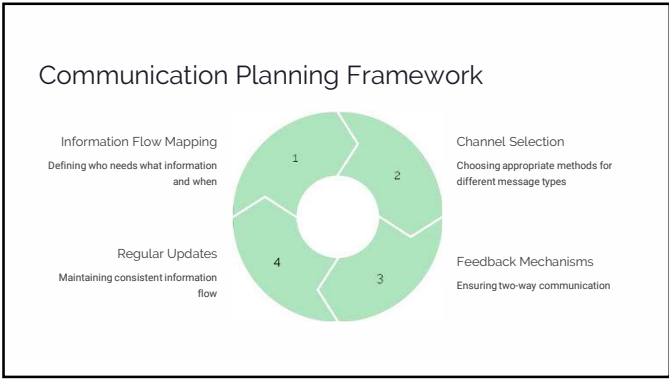 Communication Planning Framework
Information Flow Mapping
Defining who needs what information
and when
1
Channel Selection
Choosing appropriate methods for
different message types
2
Regular Updates
Maintaining consistent information
flow
4
Feedback Mechanisms
Ensuring two-way communication
3